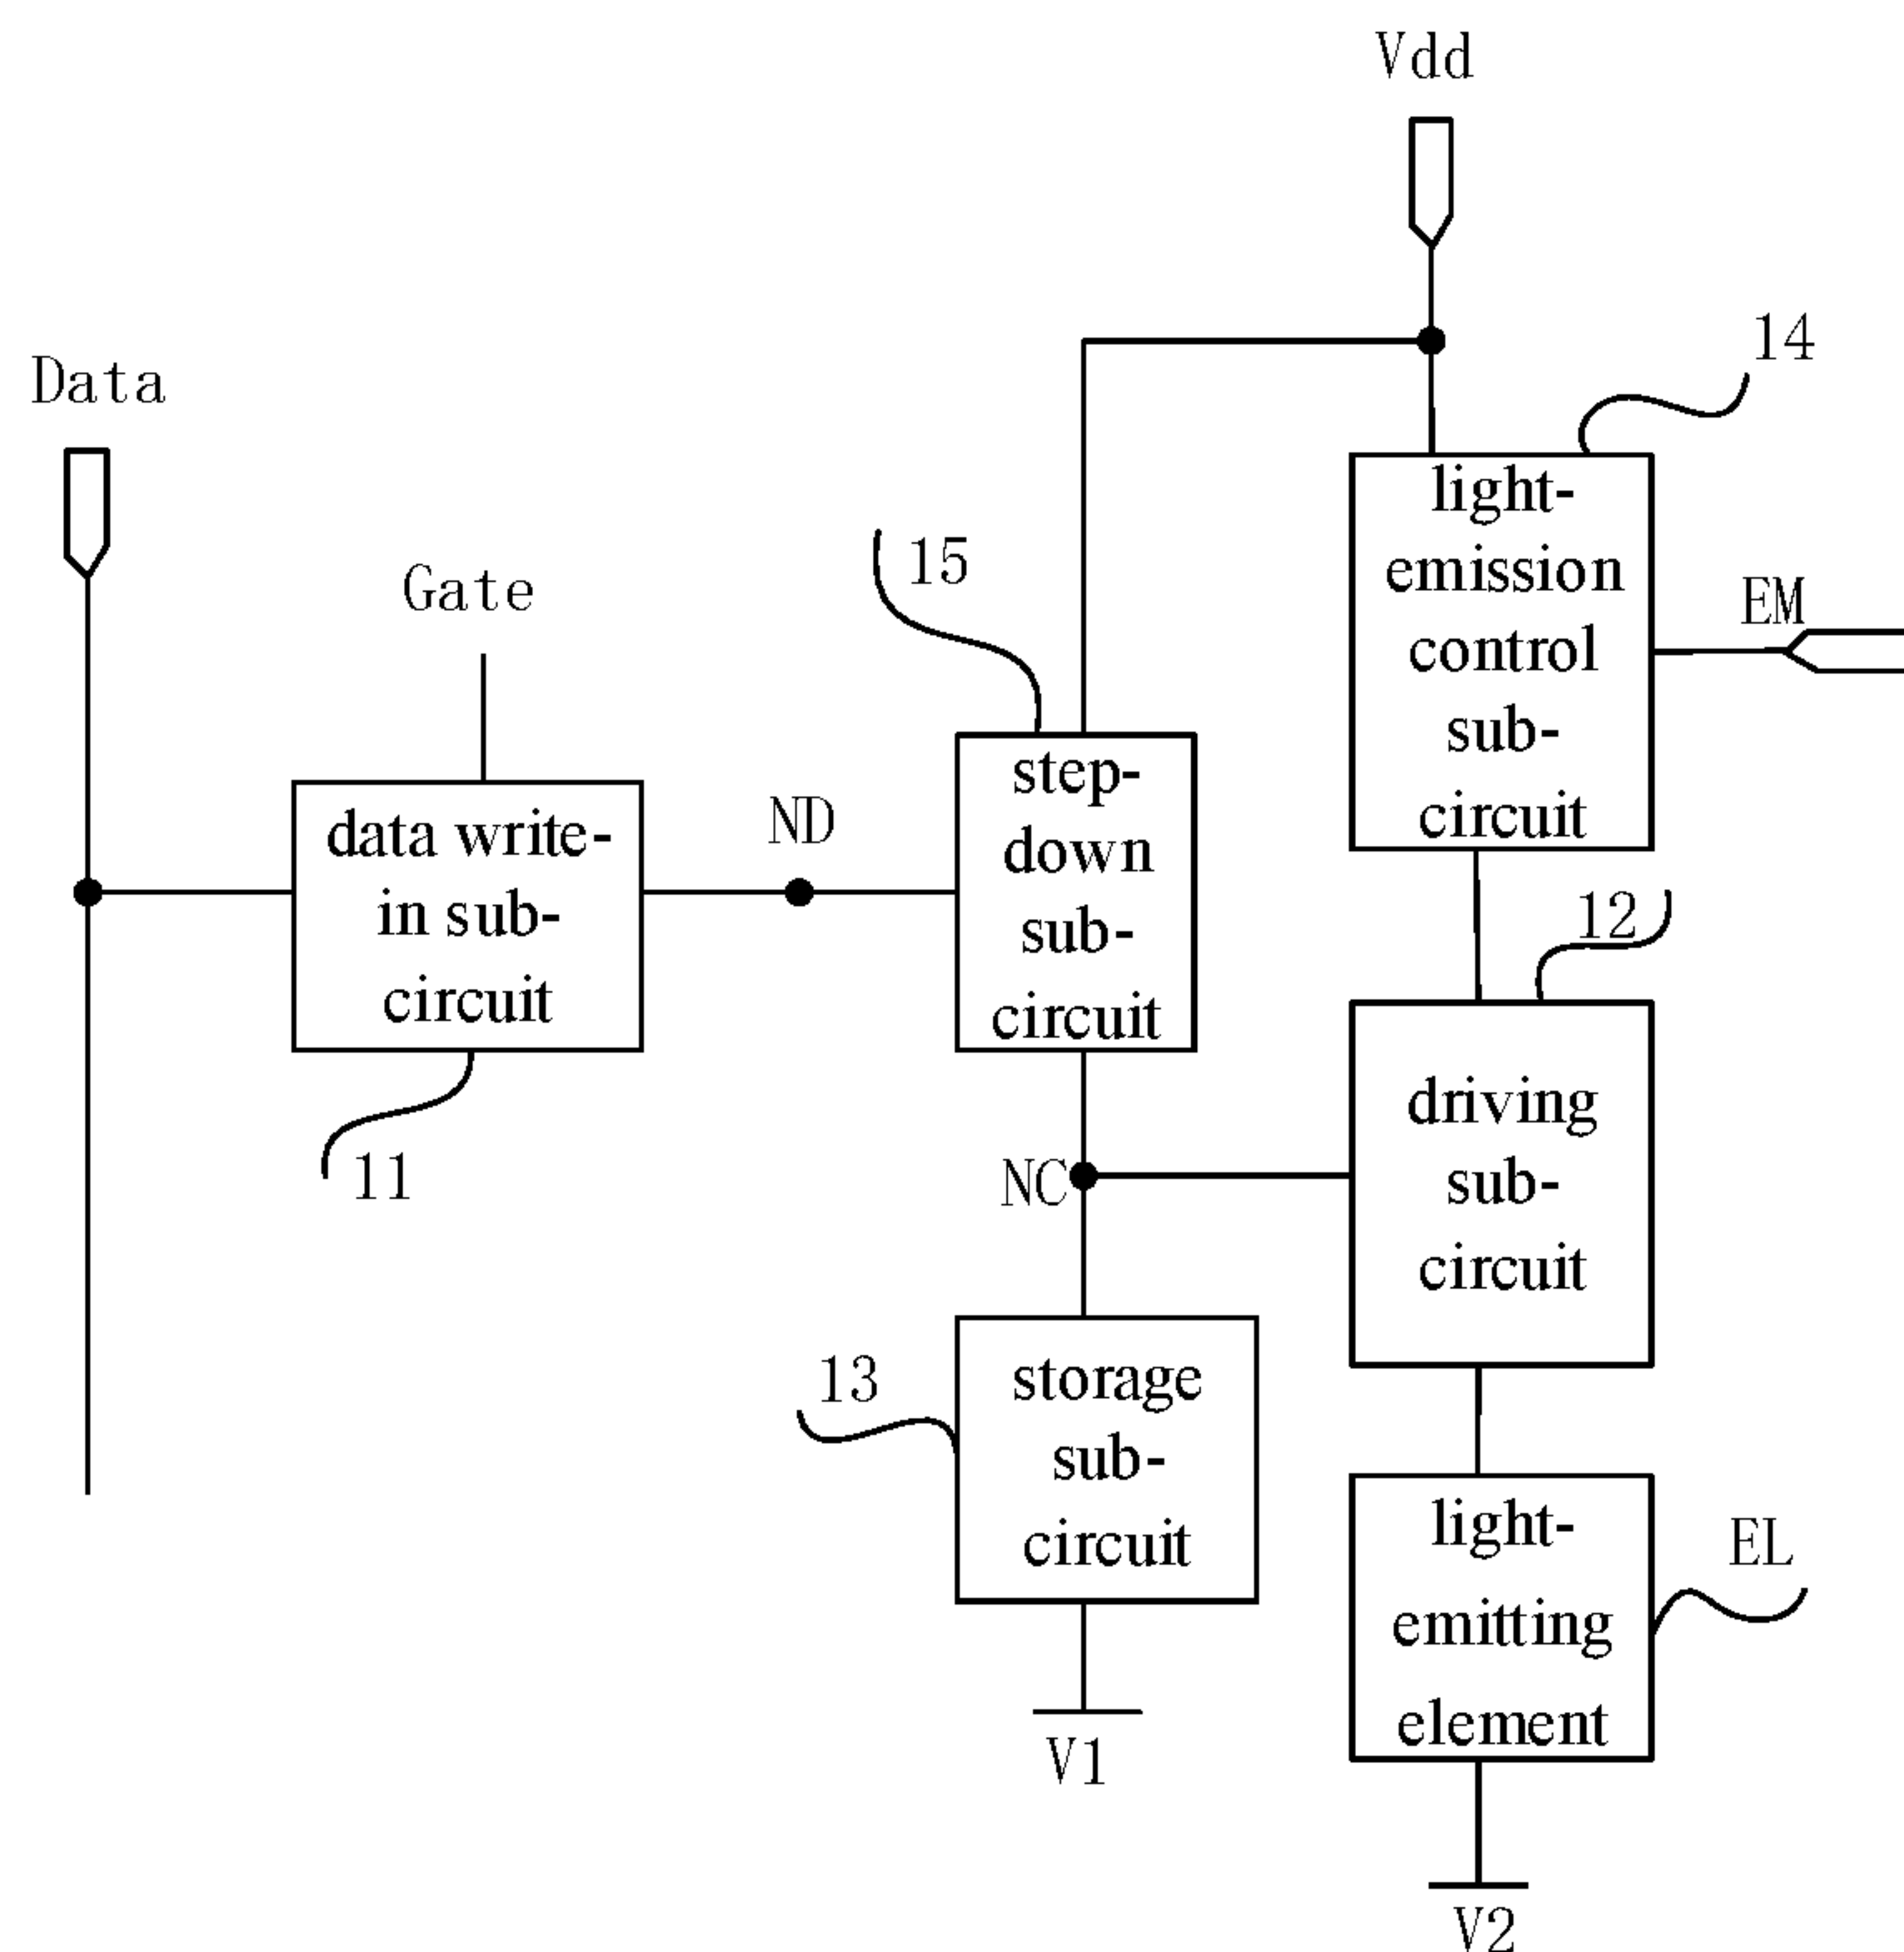 Vdd
14
Data
light-
emission
control
sub-
circuit
EM
15
Gate
step-
down
sub-
circuit
ND
data write-
in sub-
circuit
12
11
NC
driving
sub-
circuit
13
storage
sub-
circuit
light-
emitting
element
EL
V1
V2